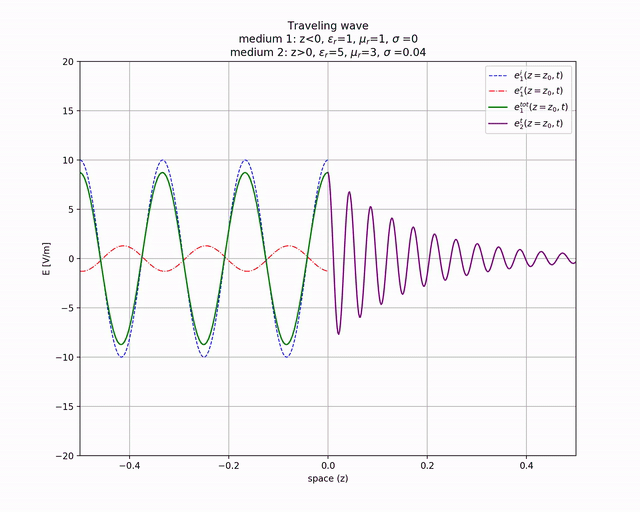 Traveling wave
medium 1: z<0, εr=1, μr=1, σ =0
medium 2: z>0, εr=5, μr=3, σ =0.04
20
15
10
5
0
−5
−10
−15
−20
E [V/m]
e₁ⁱ(z = z₀, t)
e₁ʳ(z = z₀, t)
e₁ᵗᵒᵗ(z = z₀, t)
e₂ᵗ(z = z₀, t)
−0.4
−0.2
0.0
0.2
0.4
space (z)